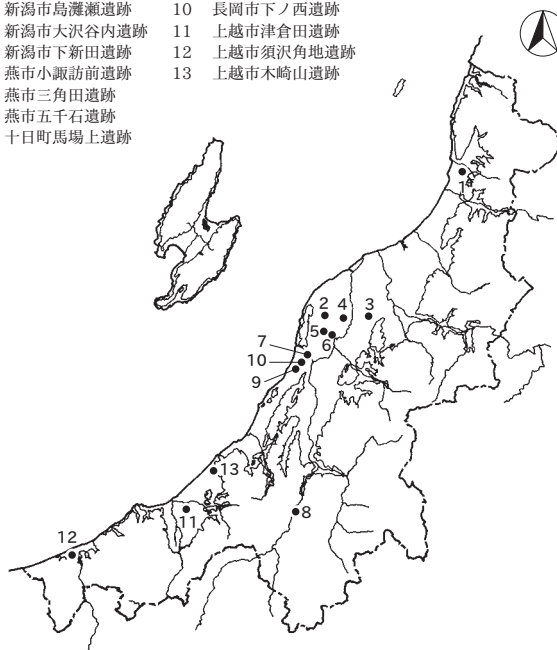 新潟市島灘瀬遺跡 10 長岡市下ノ西遺跡
新潟市大沢谷内遺跡 11 上越市津倉田遺跡
新潟市下新田遺跡 12 上越市須沢角地遺跡
燕市小諏訪前遺跡 13 上越市木崎山遺跡
燕市三角田遺跡
燕市五千石遺跡
十日町馬場上遺跡
1
2 4 3
5
6
7
10
9
13
11
8
12